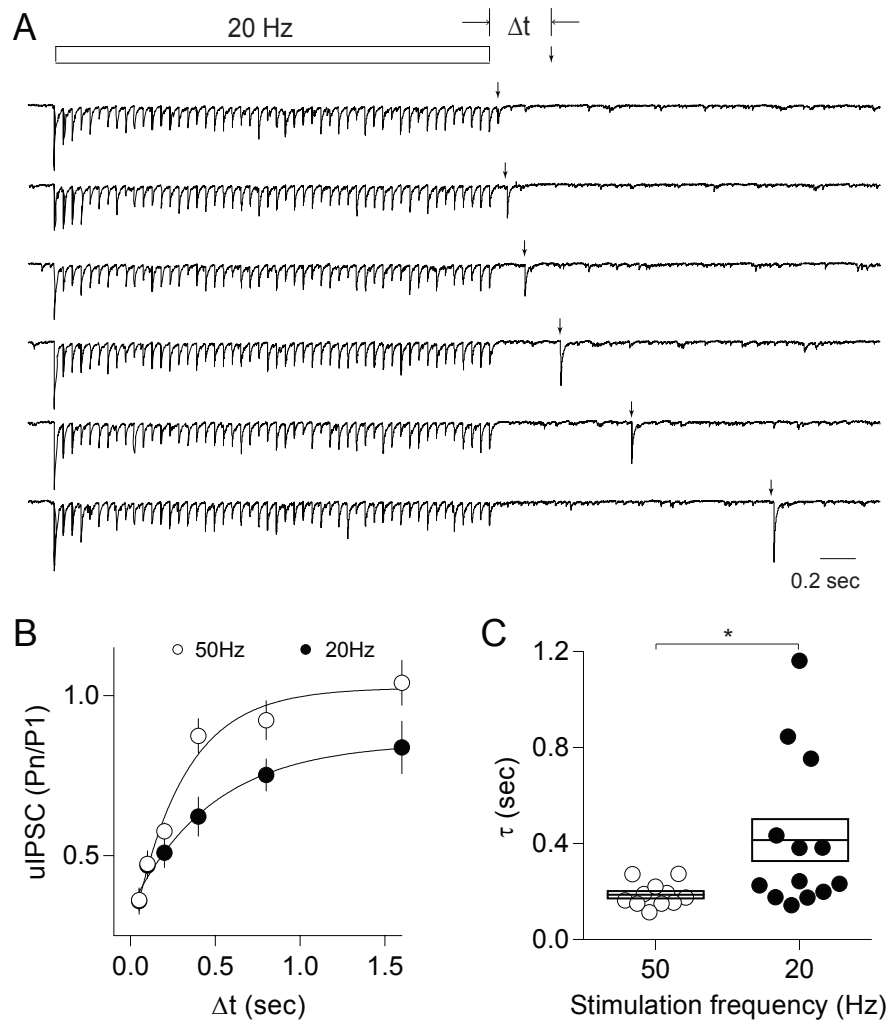 A
20 Hz
Δt
0.2 sec
B
50Hz
20Hz
uIPSC (Pn/P1)
1.0
0.5
0.0
0.5
1.0
1.5
Δt (sec)
C
*
τ (sec)
1.2
0.8
0.4
0.0
50
20
Stimulation frequency (Hz)